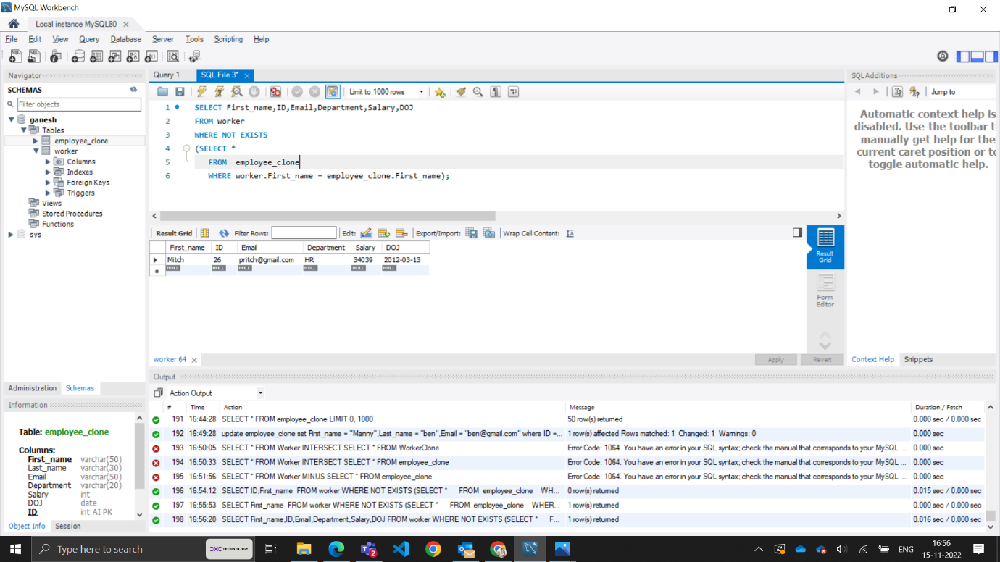 MySQL Workbench
Local instance MySQL80
File Edit View Query Database Server Tools Scripting Help
Navigator
SCHEMAS
Filter objects
ganesh
Tables
employee_clone
worker
Columns
Indexes
Foreign Keys
Triggers
Views
Stored Procedures
Functions
sys
Administration Schemas
Information
Table: employee_clone
Columns:
First_name varchar(50)
Last_name varchar(30)
Email varchar(50)
Department varchar(20)
Salary int
DOJ date
ID int AI PK
Object Info Session
Query 1 SQL File 3*
Limit to 1000 rows
1 SELECT First_name,ID,Email,Department,Salary,DOJ
2 FROM worker
3 WHERE NOT EXISTS
4 (SELECT *
5 FROM employee_clone
6 WHERE worker.First_name = employee_clone.First_name);
Result Grid Filter Rows: Edit: Export/Import: Wrap Cell Content:
First_name ID Email Department Salary DOJ
Mitch 26 pritch@gmail.com HR 34039 2012-03-13
NULL NULL NULL NULL NULL NULL
Result
Grid
Form
Editor
worker 64 Apply Revert
SQLAdditions
Jump to
Automatic context help is
disabled. Use the toolbar t
manually get help for the
current caret position or to
toggle automatic help.
Context Help Snippets
Output
Action Output
# Time Action Message Duration / Fetch
191 16:44:28 SELECT * FROM employee_clone LIMIT 0, 1000 50 row(s) returned 0.000 sec / 0.000 sec
192 16:49:28 update employee_clone set First_name = "Manny",Last_name = "ben",Email = "ben@gmail.com" where ID =... 1 row(s) affected Rows matched: 1 Changed: 1 Warnings: 0 0.000 sec
193 16:50:05 SELECT * FROM Worker INTERSECT SELECT * FROM WorkerClone Error Code: 1064. You have an error in your SQL syntax; check the manual that corresponds to your MySQL ... 0.000 sec
194 16:50:33 SELECT * FROM Worker INTERSECT SELECT * FROM employee_clone Error Code: 1064. You have an error in your SQL syntax; check the manual that corresponds to your MySQL ... 0.000 sec
195 16:51:56 SELECT * FROM Worker MINUS SELECT * FROM employee_clone Error Code: 1064. You have an error in your SQL syntax; check the manual that corresponds to your MySQL ... 0.000 sec
196 16:54:12 SELECT ID,First_name FROM worker WHERE NOT EXISTS (SELECT * FROM employee_clone WH... 0 row(s) returned 0.015 sec / 0.000 sec
197 16:55:53 SELECT First_name FROM worker WHERE NOT EXISTS (SELECT * FROM employee_clone WHER... 1 row(s) returned 0.000 sec / 0.000 sec
198 16:56:20 SELECT First_name,ID,Email,Department,Salary,DOJ FROM worker WHERE NOT EXISTS (SELECT * F... 1 row(s) returned 0.016 sec / 0.000 sec
Type here to search
DXC TECHNOLOGY
2
ENG
16:56
15-11-2022